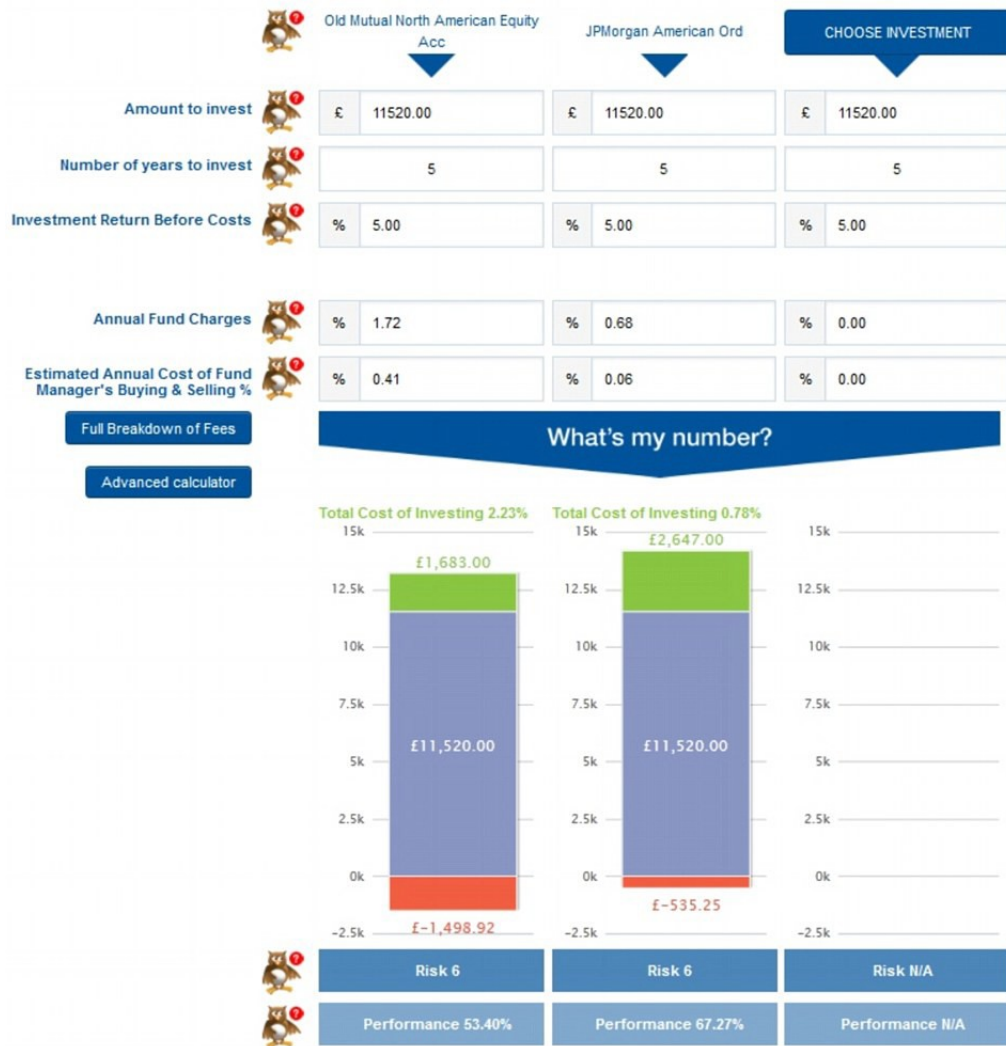 Old Mutual North American Equity
Acc
JPMorgan American Ord
CHOOSE INVESTMENT
Amount to invest
£ 11520.00
£ 11520.00
£ 11520.00
Number of years to invest
5
5
5
Investment Return Before Costs
% 5.00
% 5.00
% 5.00
Annual Fund Charges
% 1.72
% 0.68
% 0.00
Estimated Annual Cost of Fund
Manager's Buying & Selling %
% 0.41
% 0.06
% 0.00
Full Breakdown of Fees
What's my number?
Advanced calculator
Total Cost of Investing 2.23%
15k
£1,683.00
12.5k
10k
7.5k
£11,520.00
5k
2.5k
0k
£-1,498.92
-2.5k
Total Cost of Investing 0.78%
15k
£2,647.00
12.5k
10k
7.5k
£11,520.00
5k
2.5k
0k
£-535.25
-2.5k
15k
12.5k
10k
7.5k
5k
2.5k
0k
-2.5k
Risk 6
Risk 6
Risk N/A
Performance 53.40%
Performance 67.27%
Performance N/A